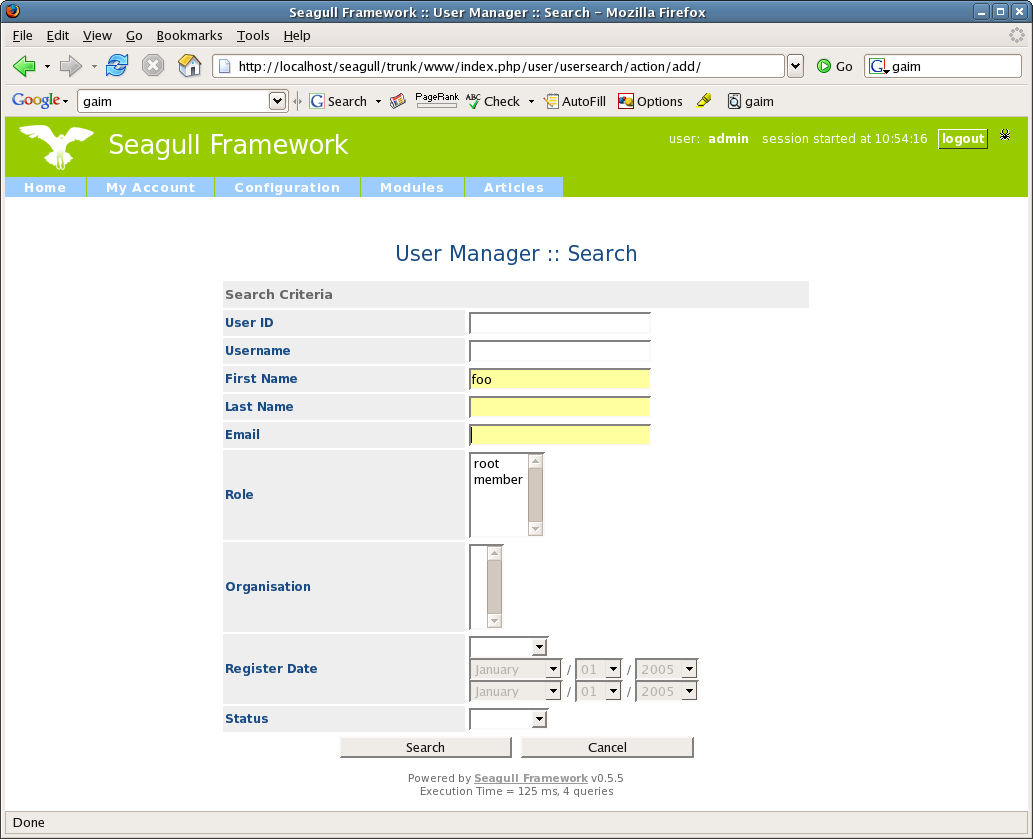 Seagull Framework :: User Manager :: Search - Mozilla Firefox
File Edit View Go Bookmarks Tools Help
http://localhost/seagull/trunk/www/index.php/user/usersearch/action/add/ Go G gaim
Google gaim G Search PageRank ABC Check AutoFill Options gaim
Seagull Framework user: admin session started at 10:54:16 logout
Home My Account Configuration Modules Articles
User Manager :: Search
Search Criteria
User ID
Username
First Name foo
Last Name
Email
root
member
Role
Organisation
Register Date
January / 01 / 2005
January / 01 / 2005
Status
Search Cancel
Powered by Seagull Framework v0.5.5
Execution Time = 125 ms, 4 queries
Done